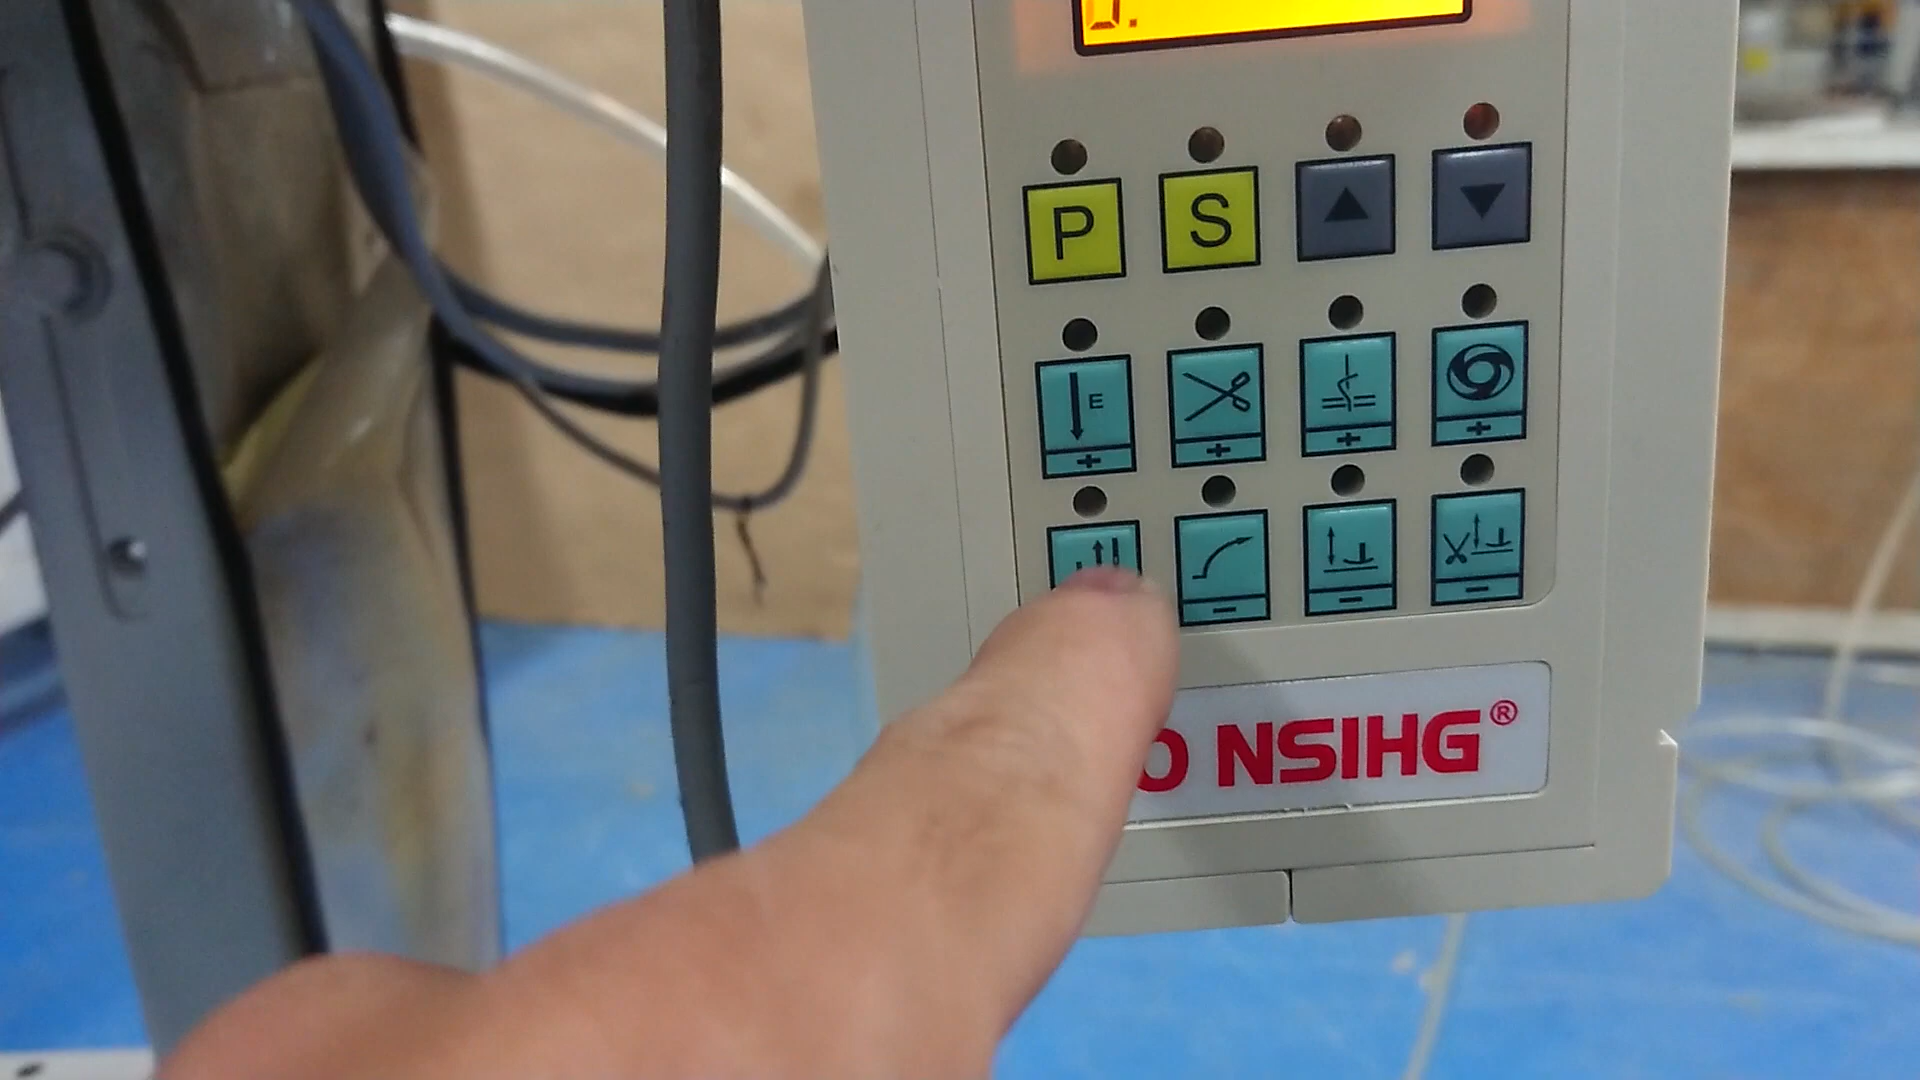 P S
E
+ + + +
- - -
O NSIHG®